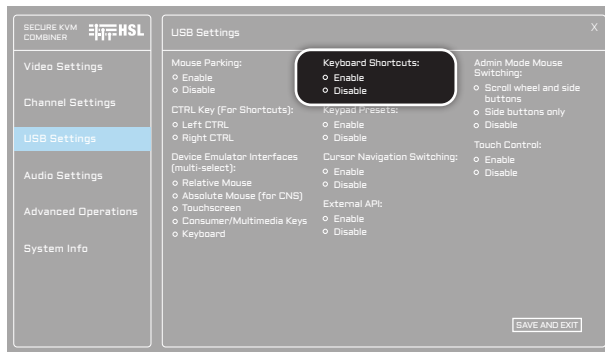 SECURE KVM
COMBINER
HSL
Video Settings
Channel Settings
USB Settings
Audio Settings
Advanced Operations
System Info
USB Settings
X
Mouse Parking:
Enable
Disable
CTRL Key (For Shortcuts):
Left CTRL
Right CTRL
Device Emulator Interfaces
(multi-select):
Relative Mouse
Absolute Mouse (for CNS)
Touchscreen
Consumer/Multimedia Keys
Keyboard
Keyboard Shortcuts:
Enable
Disable
Keypad Presets:
Enable
Disable
Cursor Navigation Switching:
Enable
Disable
External API:
Enable
Disable
Admin Mode Mouse
Switching:
Scroll wheel and side
buttons
Side buttons only
Disable
Touch Control:
Enable
Disable
SAVE AND EXIT